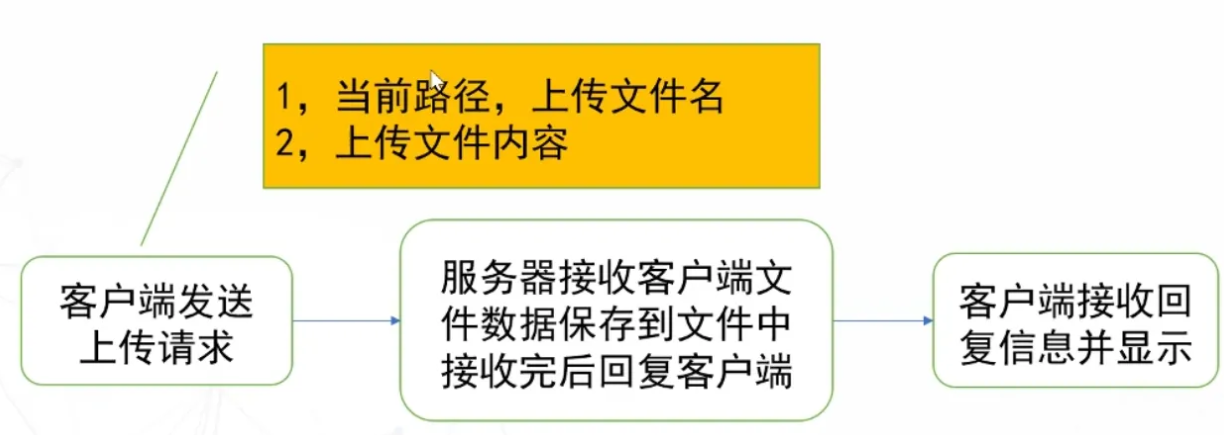 1，当前路径，上传文件名
2，上传文件内容
客户端发送
上传请求
服务器接收客户端文
件数据保存到文件中
接收完后回复客户端
客户端接收回
复信息并显示